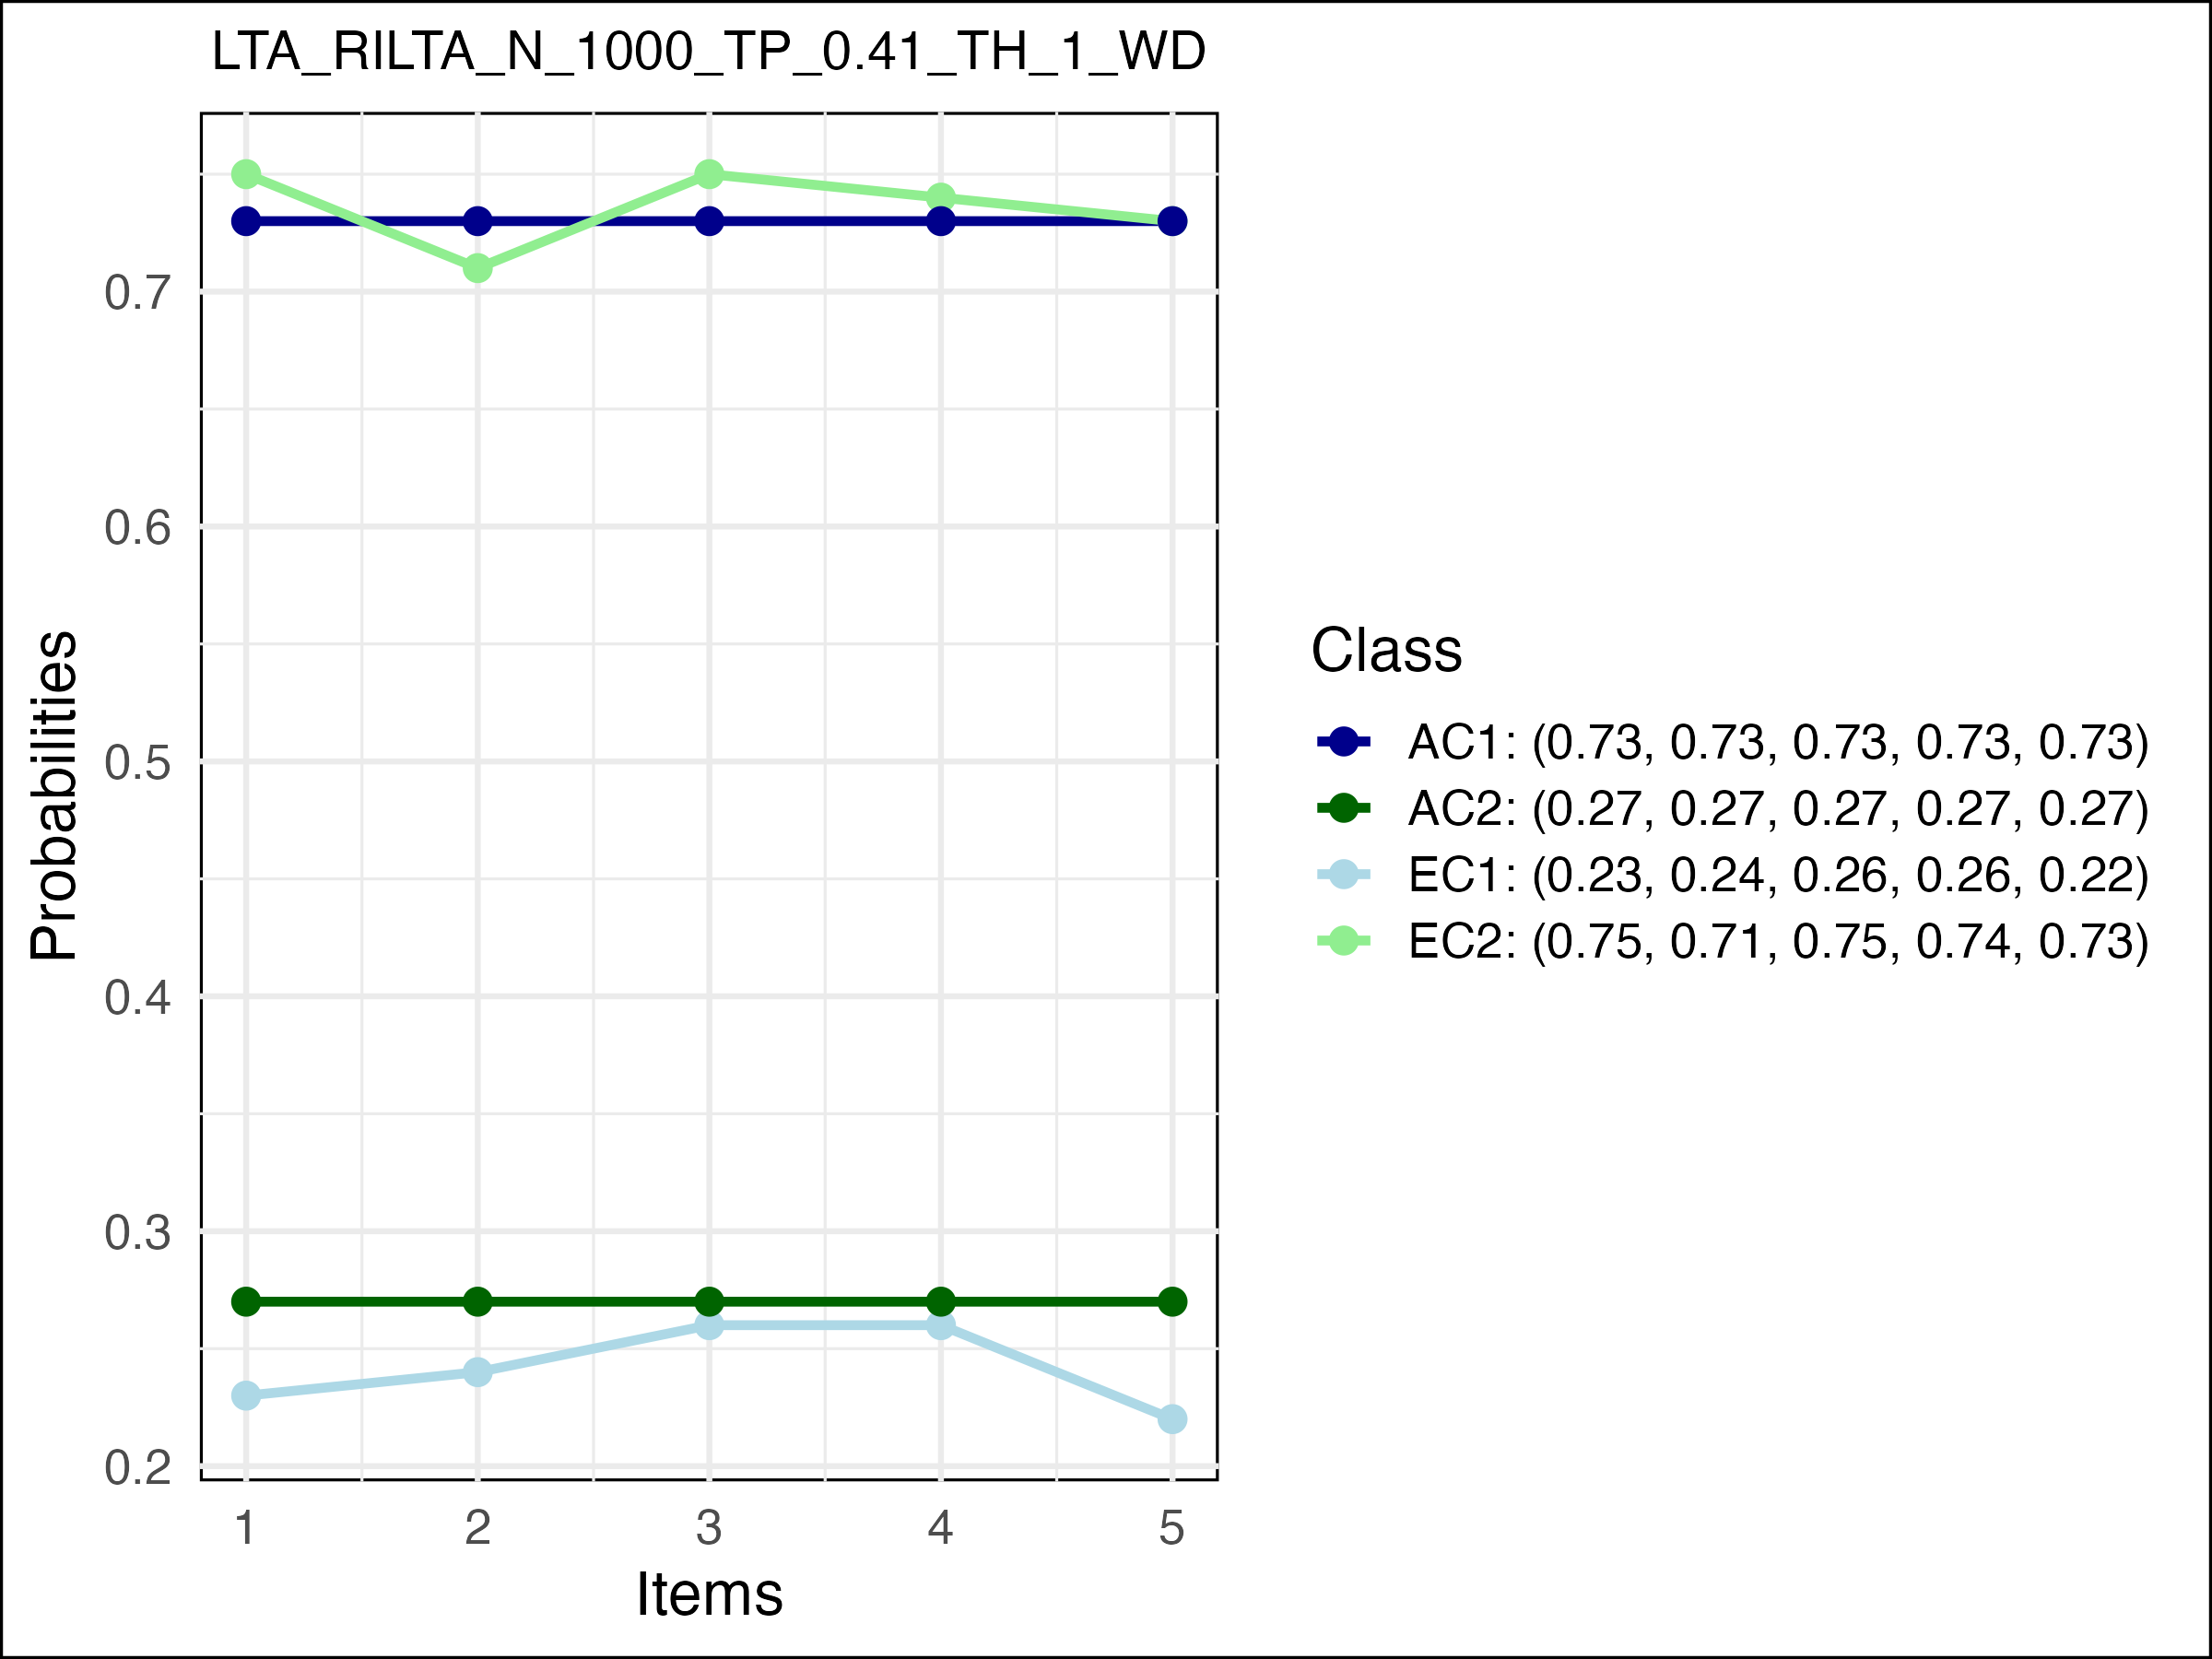 LTA_RILTA_N_1000_TP_0.41_TH_1_WD
Probabilities
0.7
0.6
0.5
0.4
0.3
0.2
1 2 3 4 5
Items
Class
AC1: (0.73, 0.73, 0.73, 0.73, 0.73)
AC2: (0.27, 0.27, 0.27, 0.27, 0.27)
EC1: (0.23, 0.24, 0.26, 0.26, 0.22)
EC2: (0.75, 0.71, 0.75, 0.74, 0.73)